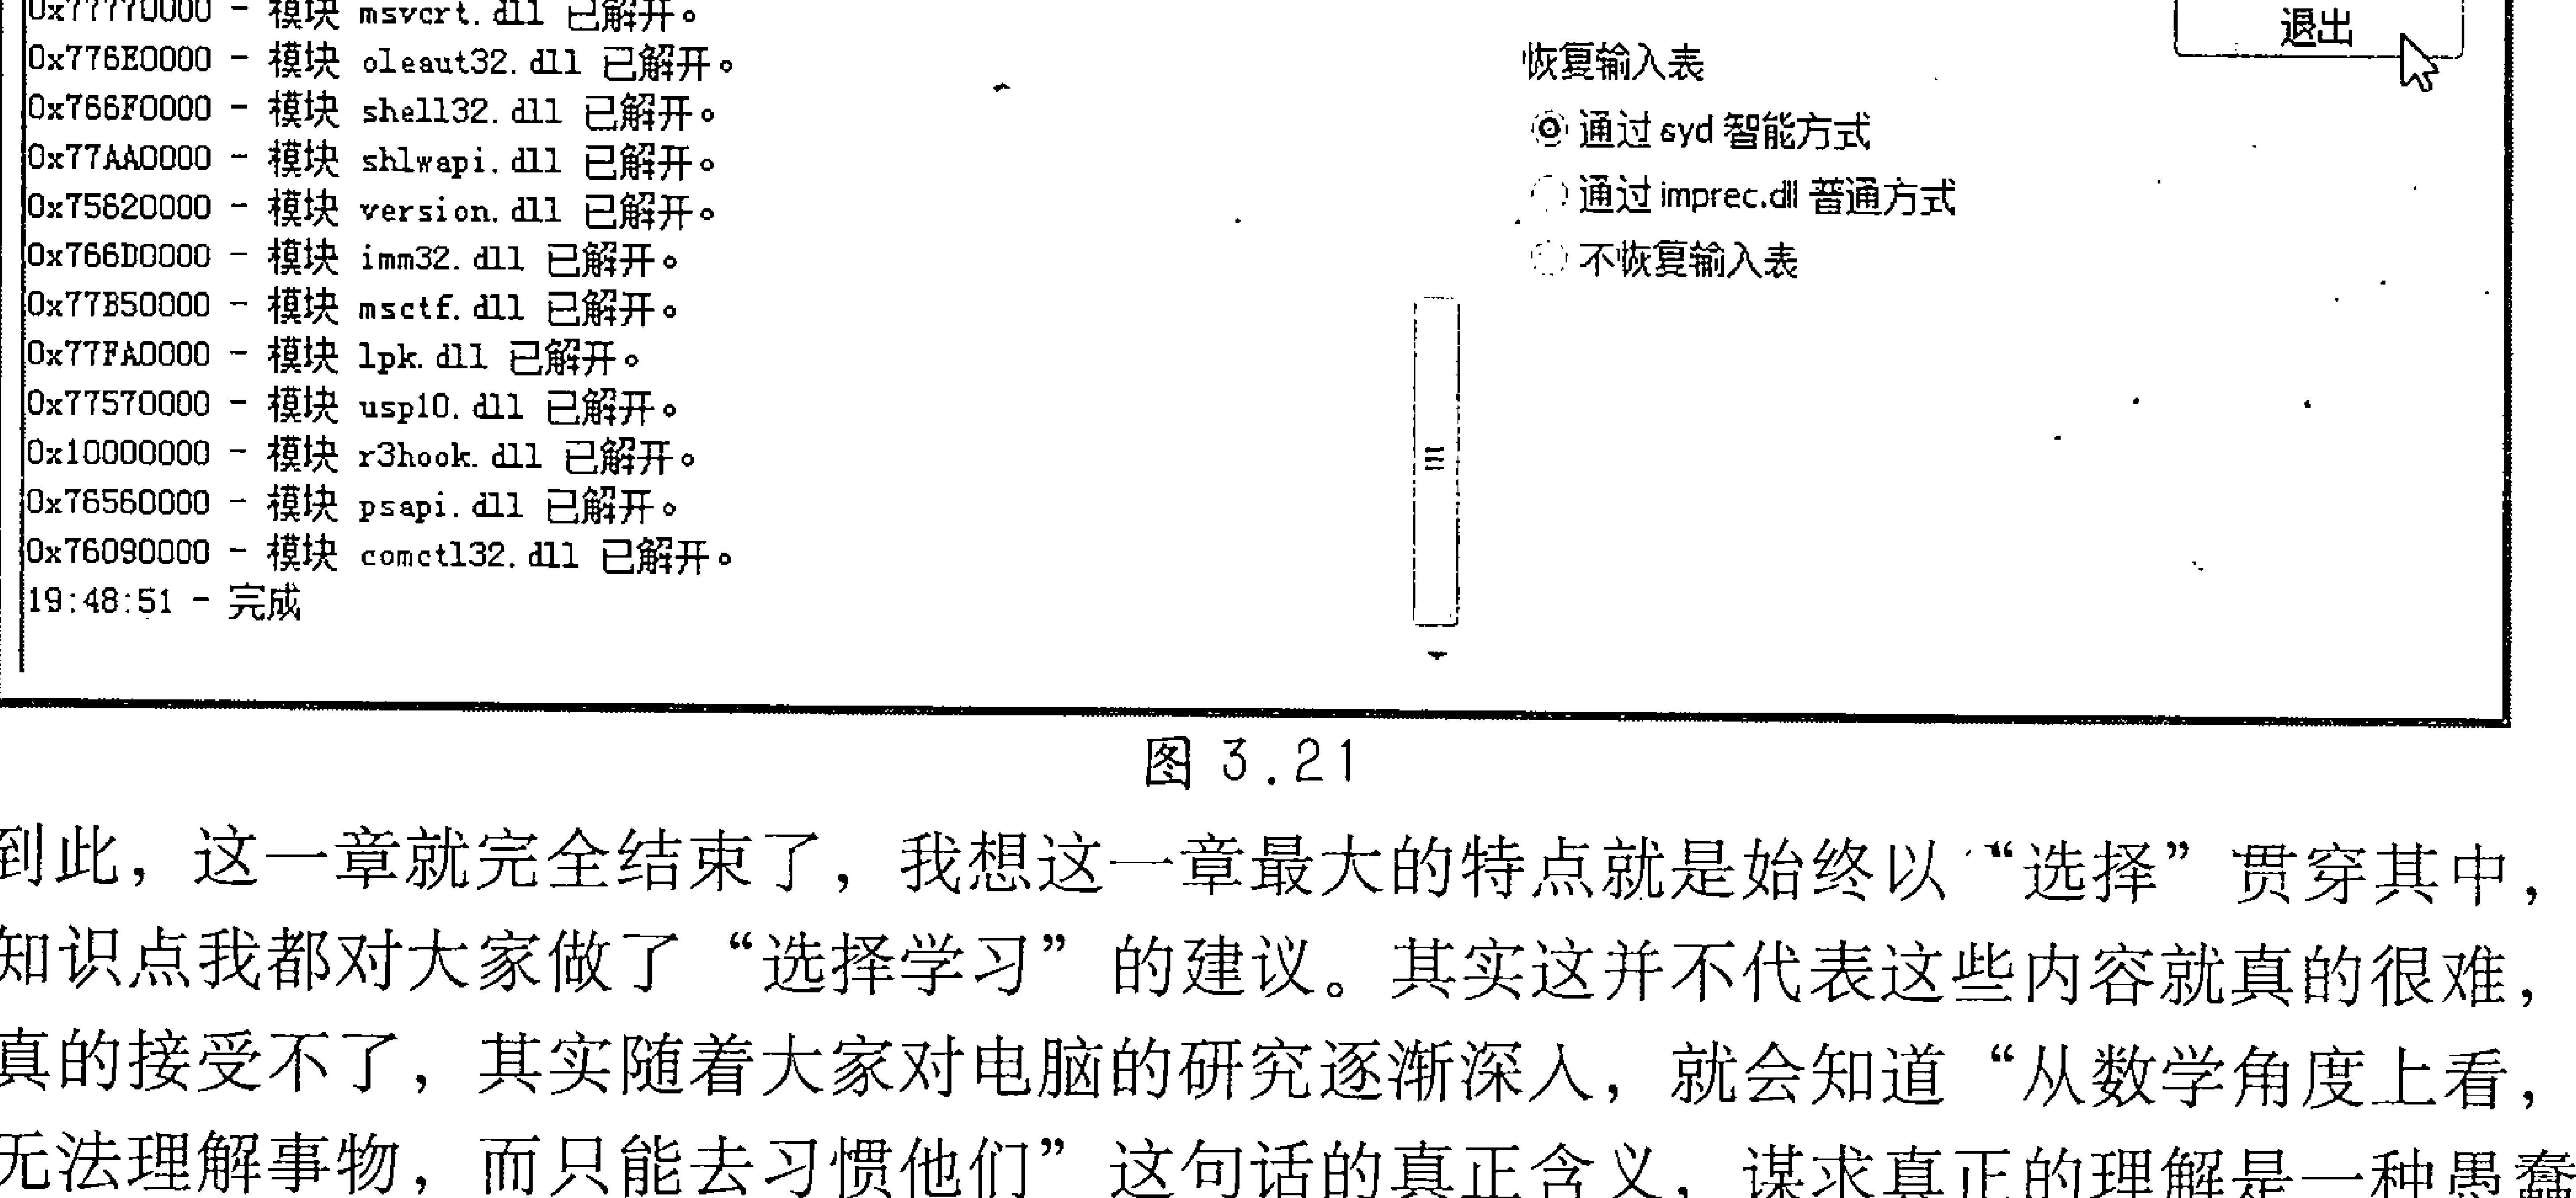 0x77770000 - 模块 msvcrt.dll 已解开。
0x776E0000 - 模块 oleaut32.dll 已解开。
0x766F0000 - 模块 shell32.dll 已解开。
0x77AA0000 - 模块 shlwapi.dll 已解开。
0x75620000 - 模块 version.dll 已解开。
0x766D0000 - 模块 imm32.dll 已解开。
0x77B50000 - 模块 msctf.dll 已解开。
0x77FA0000 - 模块 lpk.dll 已解开。
0x77570000 - 模块 usp10.dll 已解开。
0x10000000 - 模块 r3hook.dll 已解开。
0x76560000 - 模块 psapi.dll 已解开。
0x76090000 - 模块 comctl32.dll 已解开。
19:48:51 - 完成
退出
恢复输入表
通过 syd 智能方式
通过 imprec.dll 普通方式
不恢复输入表
图 3.21
到此，这一章就完全结束了，我想这一章最大的特点就是始终以“选择”贯穿其中，
知识点我都对大家做了“选择学习”的建议。其实这并不代表这些内容就真的很难，
真的接受不了，其实随着大家对电脑的研究逐渐深入，就会知道“从数学角度上看，
无法理解事物，而只能去习惯他们”这句话的真正含义，谋求真正的理解是一种愚蠢